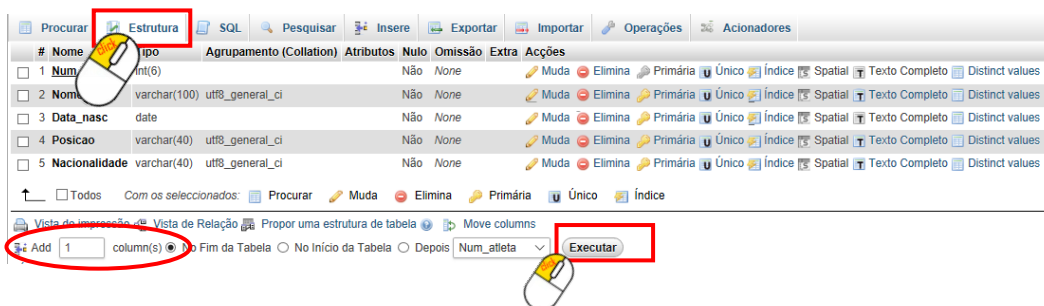 Procurar Estrutura SQL Pesquisar Insere Exportar Importar Operações Acionadores
# Nome Tipo Agrupamento (Collation) Atributos Nulo Omissão Extra Acções
1 Num int(6) Não None Muda Elimina Primária Único Índice Spatial Texto Completo Distinct values
2 Nome varchar(100) utf8_general_ci Não None Muda Elimina Primária Único Índice Spatial Texto Completo Distinct values
3 Data_nasc date Não None Muda Elimina Primária Único Índice Spatial Texto Completo Distinct values
4 Posicao varchar(40) utf8_general_ci Não None Muda Elimina Primária Único Índice Spatial Texto Completo Distinct values
5 Nacionalidade varchar(40) utf8_general_ci Não None Muda Elimina Primária Único Índice Spatial Texto Completo Distinct values
Todos Com os seleccionados: Procurar Muda Elimina Primária Único Índice
Vista de impressão Vista de Relação Propor uma estrutura de tabela Move columns
Add 1 column(s) No Fim da Tabela No Início da Tabela Depois Num_atleta Executar
click
click